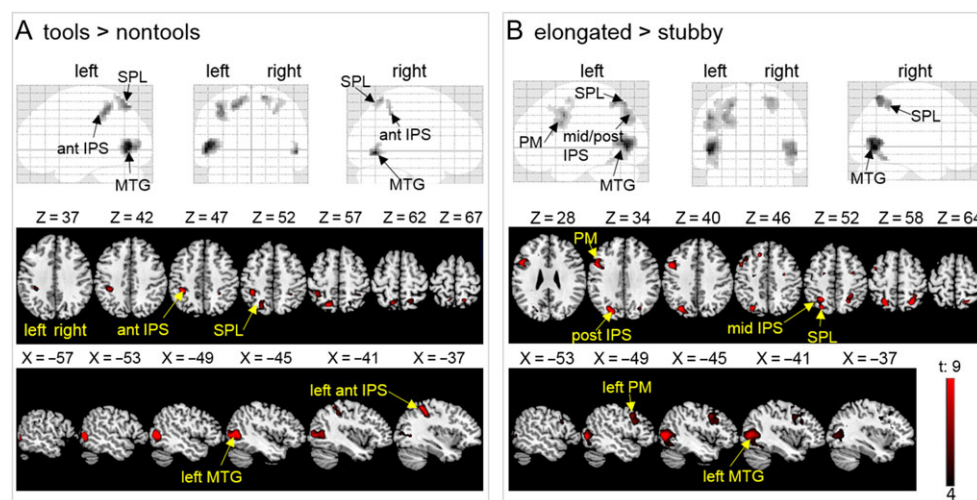 A tools > nontools
left
left right
right
SPL
SPL
ant IPS
ant IPS
MTG
MTG
Z = 37 Z = 42 Z = 47 Z = 52 Z = 57 Z = 62 Z = 67
left right
ant IPS
SPL
X = –57 X = –53 X = –49 X = –45 X = –41 X = –37
left ant IPS
left MTG
B elongated > stubby
left
left right
right
SPL
PM
mid/post
IPS
SPL
MTG
MTG
Z = 28 Z = 34 Z = 40 Z = 46 Z = 52 Z = 58 Z = 64
PM
post IPS
mid IPS
SPL
X = –53 X = –49 X = –45 X = –41 X = –37
left PM
left MTG
t: 9
4